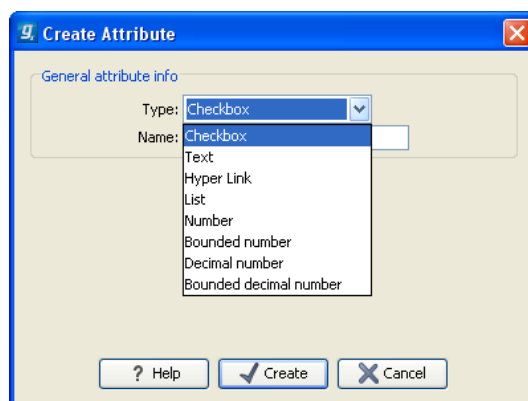 g. Create Attribute
General attribute info
Type: Checkbox
Name: Checkbox
Text
Hyper Link
List
Number
Bounded number
Decimal number
Bounded decimal number
? Help Create Cancel